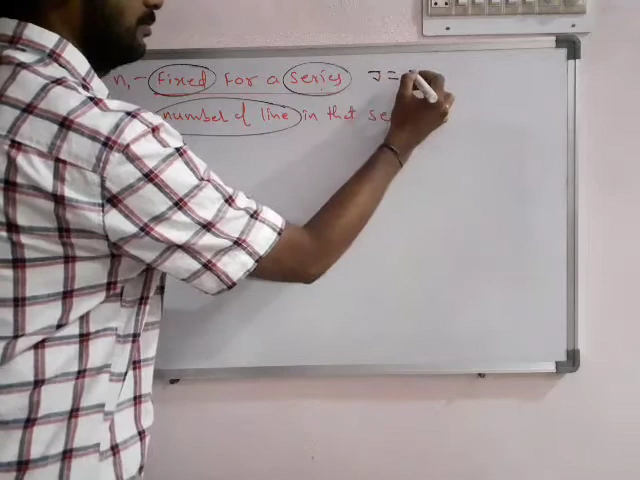 n,- fixed for a series J=
number of line in that se